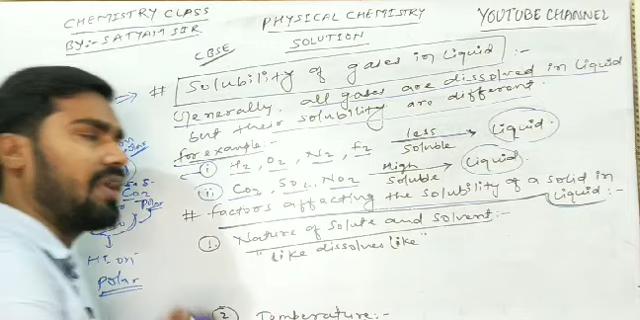 CHEMISTRY CLASS
BY:- SATYAM SIR
PHYSICAL CHEMISTRY
SOLUTION
YOUTUBE CHANNEL
CBSE
# Solubility of gases in liquid :-
Generally, all gases are dissolved in liquid
but their solubility are different.
for example:-
(i) H2, O2, N2, F2 less soluble Liquid.
(ii) CO2, SO2, NO2 High soluble Liquid.
# factors affecting the solubility of a solid in liquid :-
1. Nature of solute and solvent:-
"like dissolves like"
2 Temperature:-
CO2
Polar
Polar